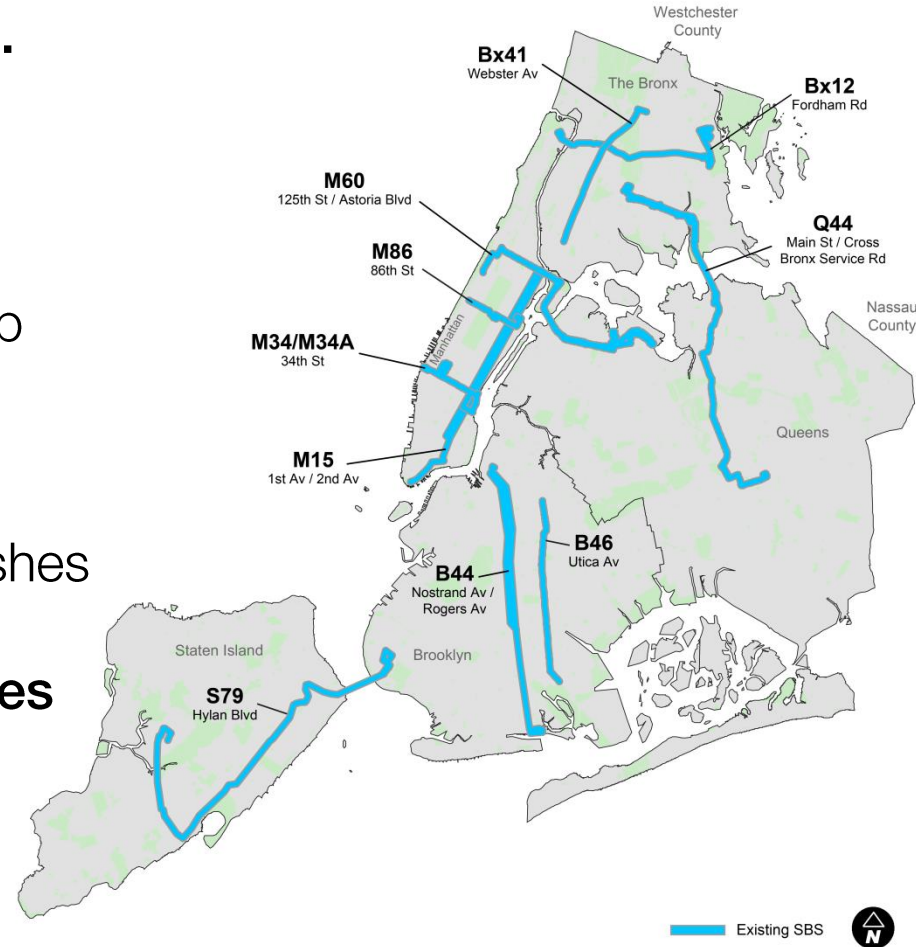 Westchester
County
Bx41
Webster Av
The Bronx
Bx12
Fordham Rd
M60
125th St / Astoria Blvd
Q44
Main St / Cross
Bronx Service Rd
M86
86th St
Nassau
County
Manhattan
M34/M34A
34th St
Queens
M15
1st Av / 2nd Av
B46
Utica Av
shes
B44
Nostrand Av /
Rogers Av
Staten Island
Brooklyn
es
S79
Hylan Blvd
Existing SBS
N